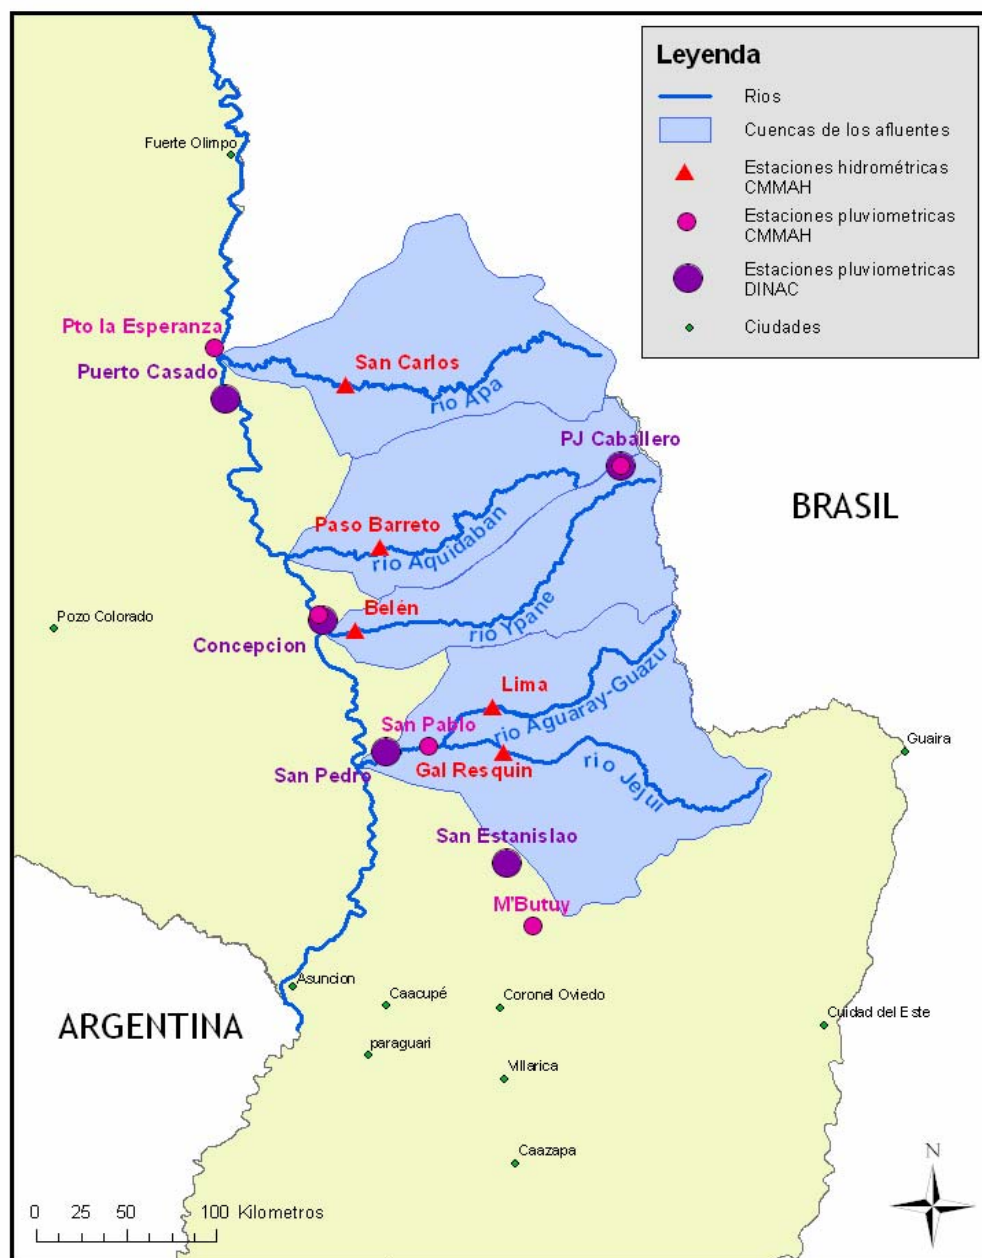 Leyenda
Rios
Cuencas de los afluentes
Estaciones hidrométricas
CMMAH
Estaciones pluviometricas
CMMAH
Estaciones pluviometricas
DINAC
Ciudades
Fuerte Olimpo
Pto la Esperanza
Puerto Casado
San Carlos
rio Apa
PJ Caballero
BRASIL
Paso Barreto
rio Aquidaban
Pozo Colorado
Belén
rio Ypane
Concepcion
Lima
rio Aguaray-Guazu
San Pablo
Guaira
San Pedro
Gal Resquin
rio Jejui
San Estanislao
M'Butuy
Asuncion
Caacupé
Coronel Oviedo
ARGENTINA
Cuidad del Este
paraguari
Villarica
Caazapa
N
0 25 50 100 Kilometros